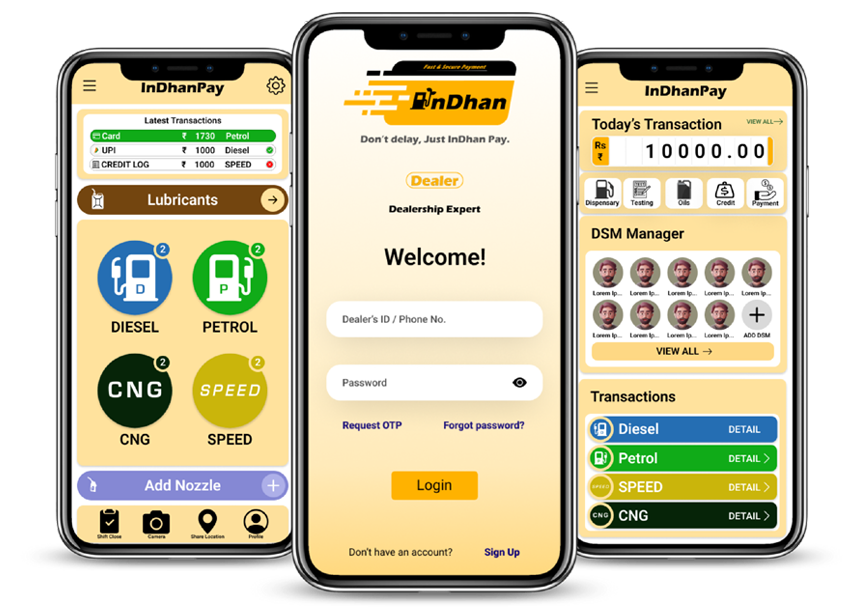 InDhanPay
Latest Transactions
Card ₹ 1730 Petrol
UPI ₹ 1000 Diesel
CREDIT LOG ₹ 1000 SPEED
Lubricants
2
2
D
P
DIESEL
PETROL
2
2
CNG
SPEED
CNG
SPEED
Add Nozzle
Shift Close
Camera
Share Location
Profile
Fast & Secure Payment
InDhan
Don't delay, Just InDhan Pay.
Dealer
Dealership Expert
Welcome!
Dealer's ID / Phone No.
Password
Request OTP
Forgot password?
Login
Don't have an account?
Sign Up
InDhanPay
Today's Transaction
VIEW ALL
Rs
₹
10000.00
Dispensary
Testing
Oils
Credit
Payment
DSM Manager
Lorem Ip...
Lorem Ip...
Lorem Ip...
Lorem Ip...
Lorem Ip...
Lorem Ip...
Lorem Ip...
Lorem Ip...
Lorem Ip...
ADD DSM
VIEW ALL
Transactions
Diesel DETAIL
Petrol DETAIL
SPEED SPEED DETAIL
CNG CNG DETAIL